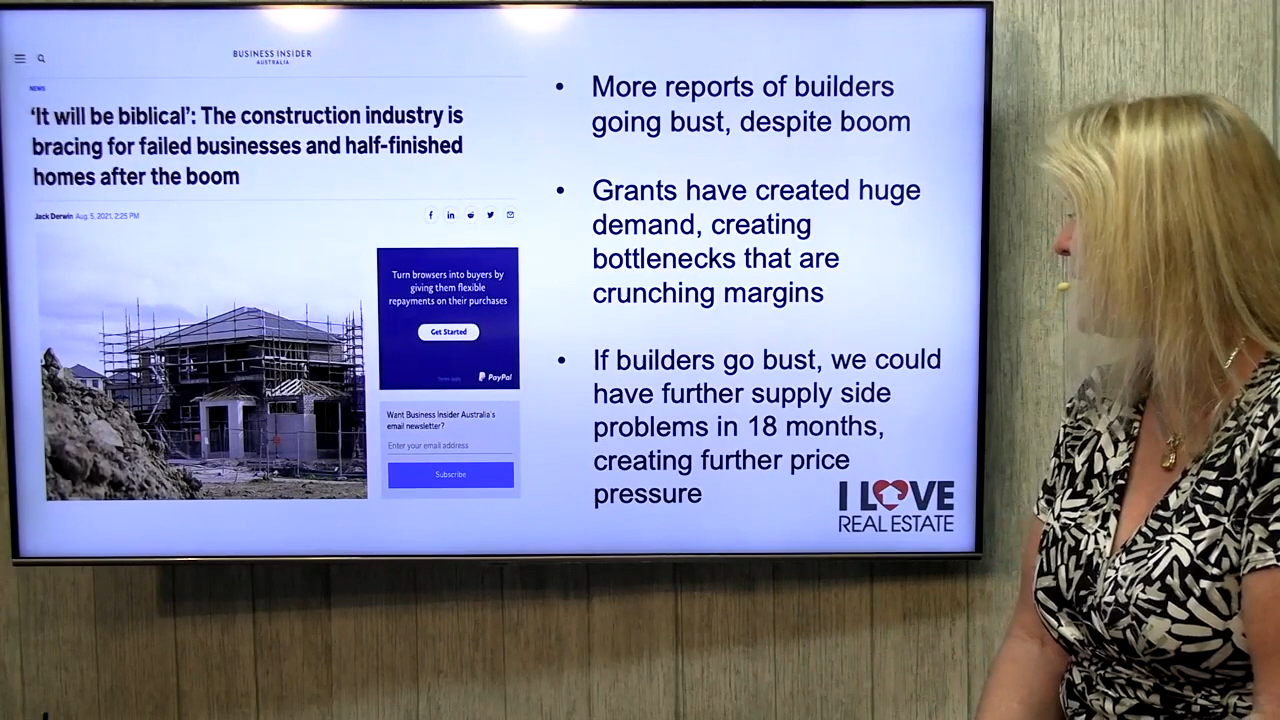 BUSINESS INSIDER
AUSTRALIA
NEWS
‘It will be biblical’: The construction industry is
bracing for failed businesses and half-finished
homes after the boom
Jack Derwin Aug. 5, 2021, 2:25 PM
Turn browsers into buyers by
giving them flexible
repayments on their purchases
Get Started
Terms apply
PayPal
Want Business Insider Australia's
email newsletter?
Enter your email address
Subscribe
• More reports of builders
going bust, despite boom
• Grants have created huge
demand, creating
bottlenecks that are
crunching margins
• If builders go bust, we could
have further supply side
problems in 18 months,
creating further price
pressure
I LOVE
REAL ESTATE